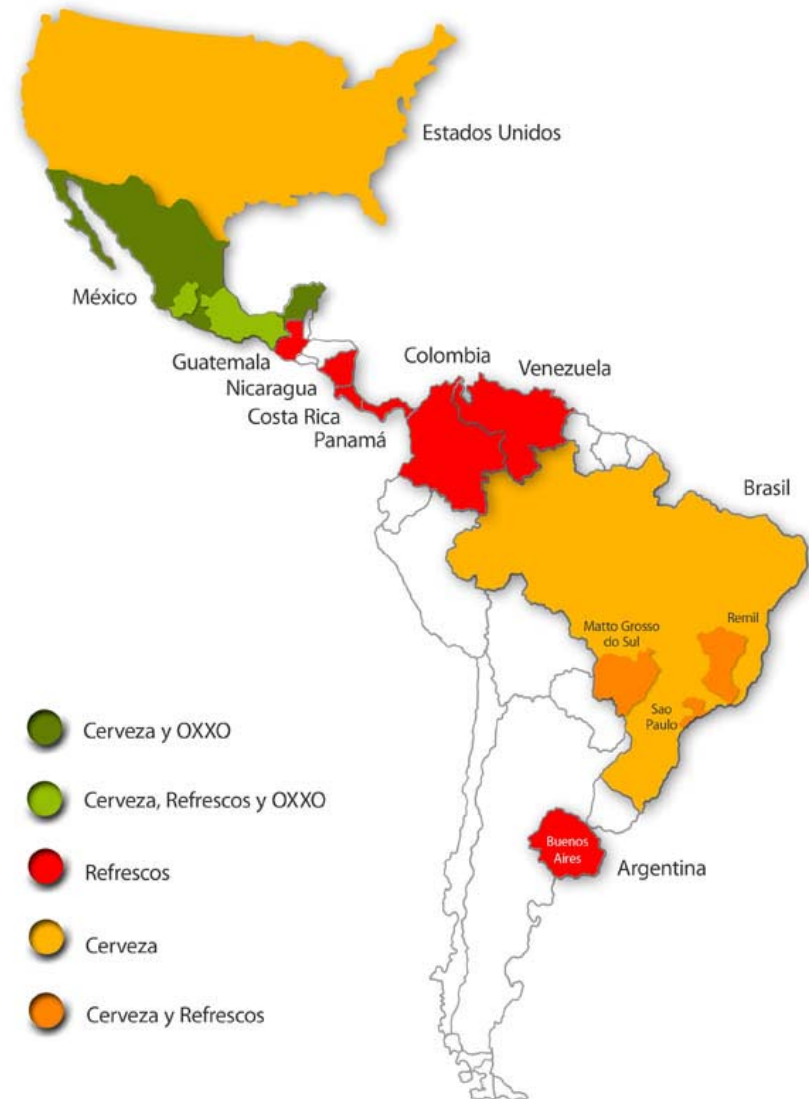 Estados Unidos
México
Guatemala
Nicaragua
Costa Rica
Panamá
Colombia
Venezuela
Brasil
Matto Grosso
do Sul
Remil
Sao
Paulo
Buenos
Aires
Argentina
Cerveza y OXXO
Cerveza, Refrescos y OXXO
Refrescos
Cerveza
Cerveza y Refrescos